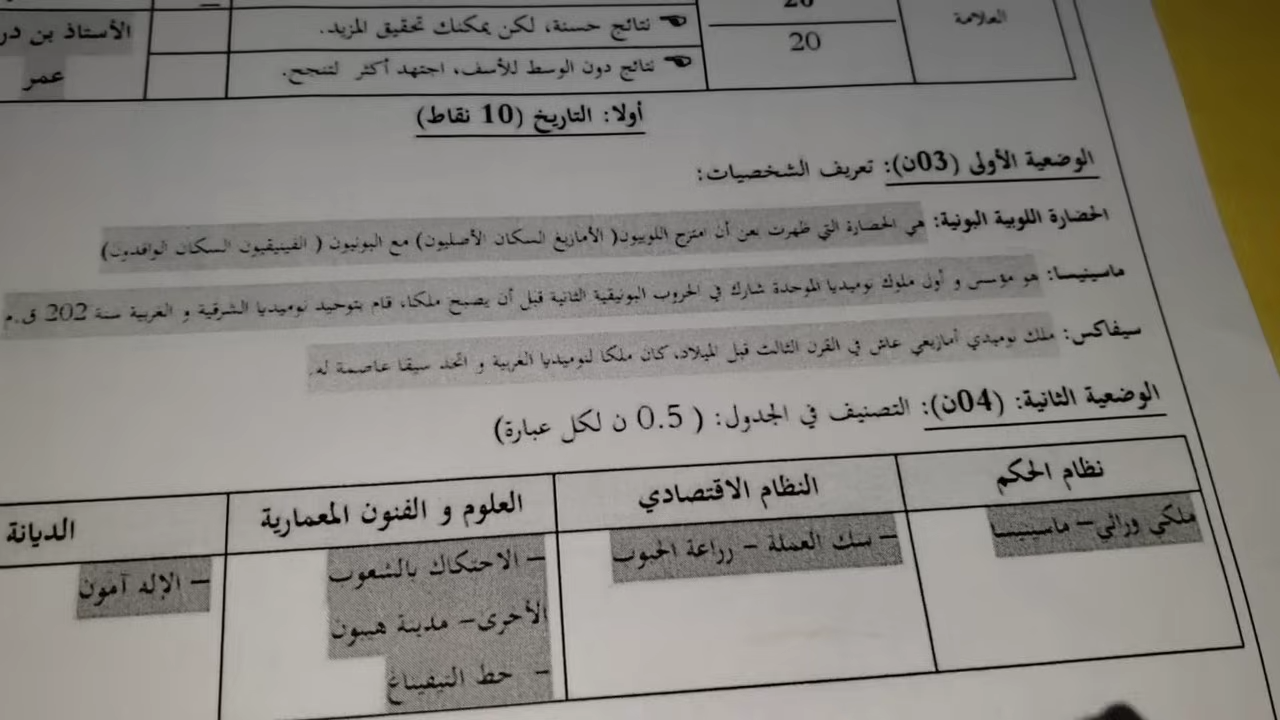 العلامة
20
20
☚ نتائج حسنة، لكن يمكنك تحقيق المزيد.
☚ نتائج دون الوسط للأسف، اجتهد أكثر لتنجح.
الأستاذ بن
عمر
أولا: التاريخ (10 نقاط)
الوضعية الأولى (03ن): تعريف الشخصيات:
الحضارة اللوبية البونية: هي الحضارة التي ظهرت بعن أن امتزج اللوبيون( الأمازيغ السكان الأصليون) مع البونيون ( الفينيقيون السكان الوافدون)
ماسينيسا: هو مؤسس و أول ملوك نوميديا الموحدة شارك في الحروب البونيقية الثانية قبل أن يصبح ملكا، قام بتوحيد نوميديا الشرقية و الغربية سنة 202 ق.م
سيفاكس: ملك نوميدي أمازيغي عاش في القرن الثالث قبل الميلاد، كان ملكا لنوميديا الغربية و اتخذ سيقا عاصمة له.
الوضعية الثانية: (04ن): التصنيف في الجدول: ( 0.5 ن لكل عبارة)
نظام الحكم
النظام الاقتصادي
العلوم و الفنون المعمارية
الديانة
ملكي وراثي– ماسينيسا
– سك العملة – زراعة الحبوب
– الاحتكاك بالشعوب
الأخرى– مدينة هيبون
– خط التيفيناغ
– الإله آمون